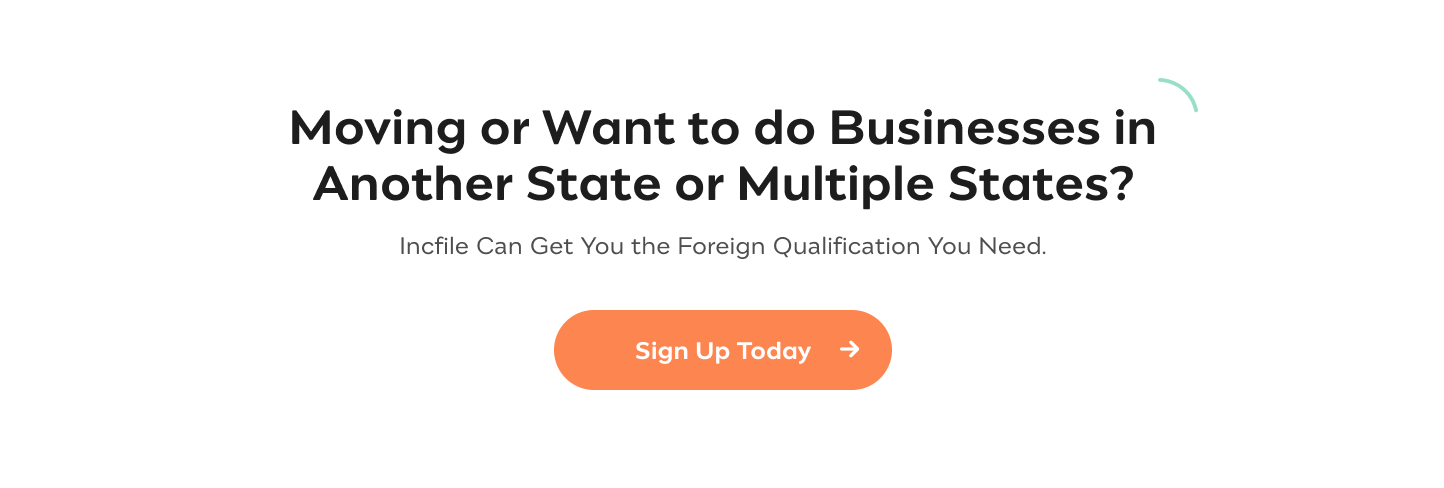 Moving or Want to do Businesses in
Another State or Multiple States?
Incfile Can Get You the Foreign Qualification You Need.
Sign Up Today